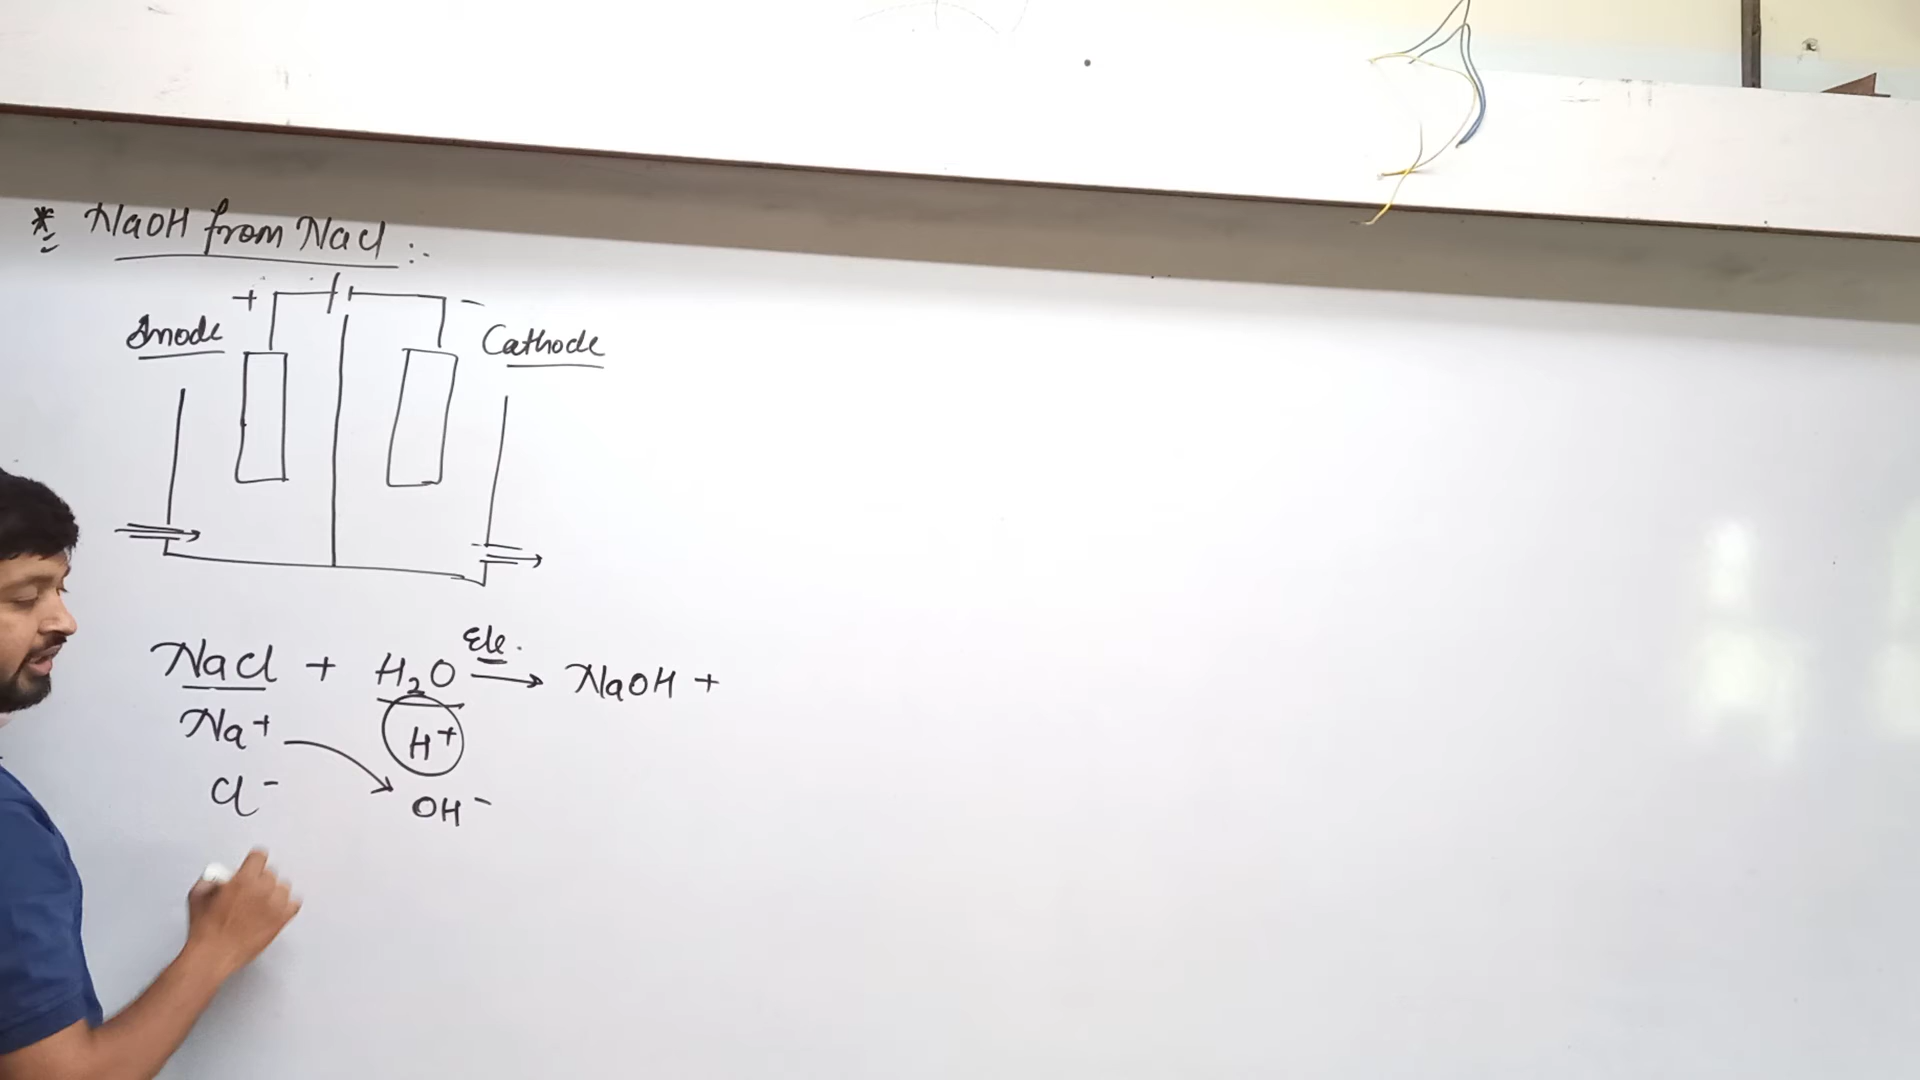 * NaOH from NaCl :-
+ -
Anode Cathode
NaCl + H₂O Ele. → NaOH +
Na⁺ H⁺
Cl⁻ OH⁻